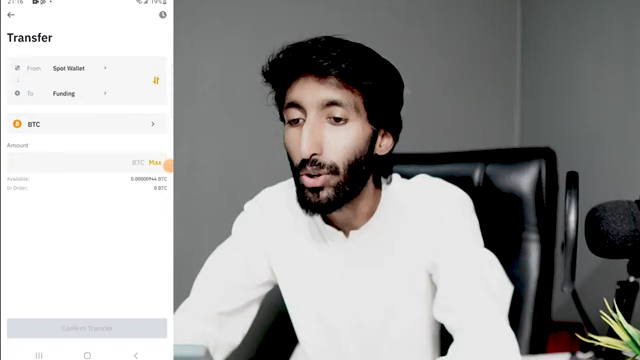 21:16
Transfer
From Spot Wallet
To Funding
BTC
Amount
BTC Max
Available: 0.00000944 BTC
In Order: 0 BTC
Confirm Transfer